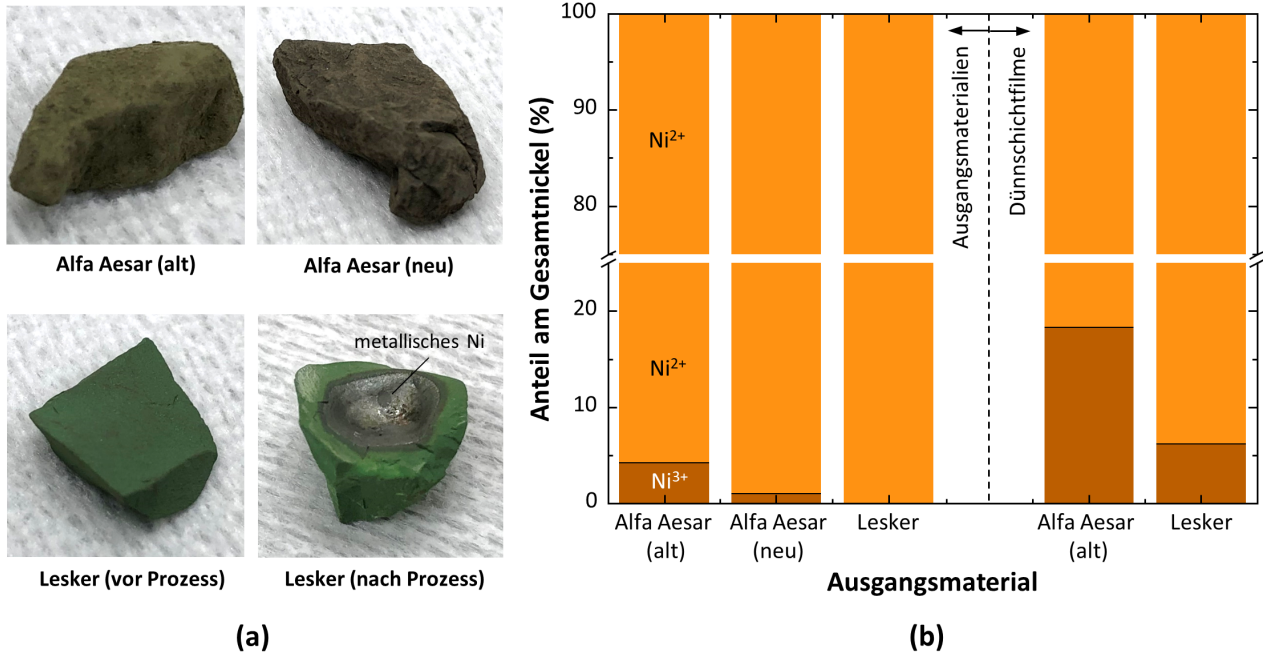 Alfa Aesar (alt)
Alfa Aesar (neu)
metallisches Ni
Lesker (vor Prozess)
Lesker (nach Prozess)
(a)
Anteil am Gesamtnickel (%)
100
90
80
20
10
0
Ni²⁺
Ni²⁺
Ni³⁺
Ausgangsmaterialien
Dünnschichtfilme
Alfa Aesar
(alt)
Alfa Aesar
(neu)
Lesker
Alfa Aesar
(alt)
Lesker
Ausgangsmaterial
(b)